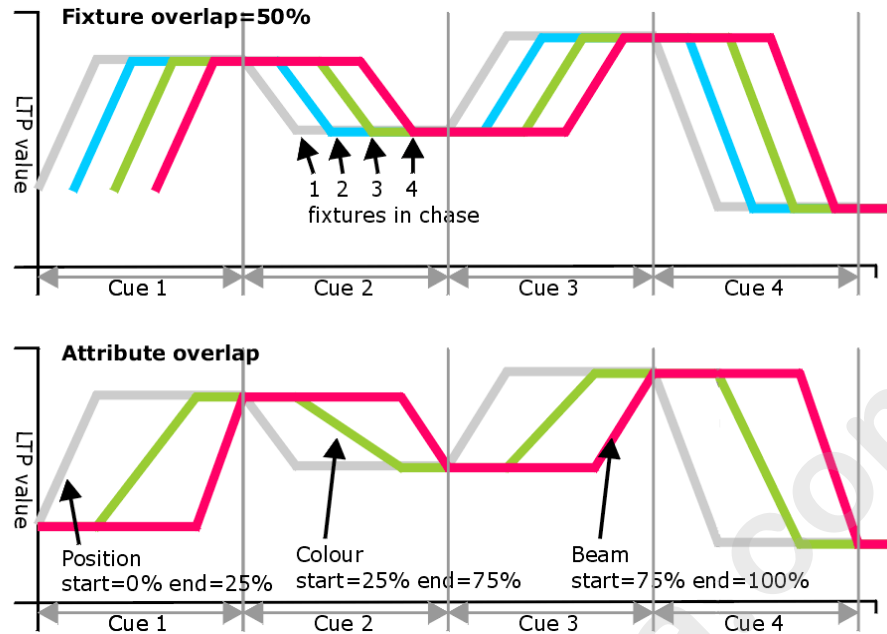 Fixture overlap=50%
LTP value
1 2 3 4
fixtures in chase
Cue 1 Cue 2 Cue 3 Cue 4
Attribute overlap
LTP value
Position
start=0% end=25%
Colour
start=25% end=75%
Beam
start=75% end=100%
Cue 1 Cue 2 Cue 3 Cue 4